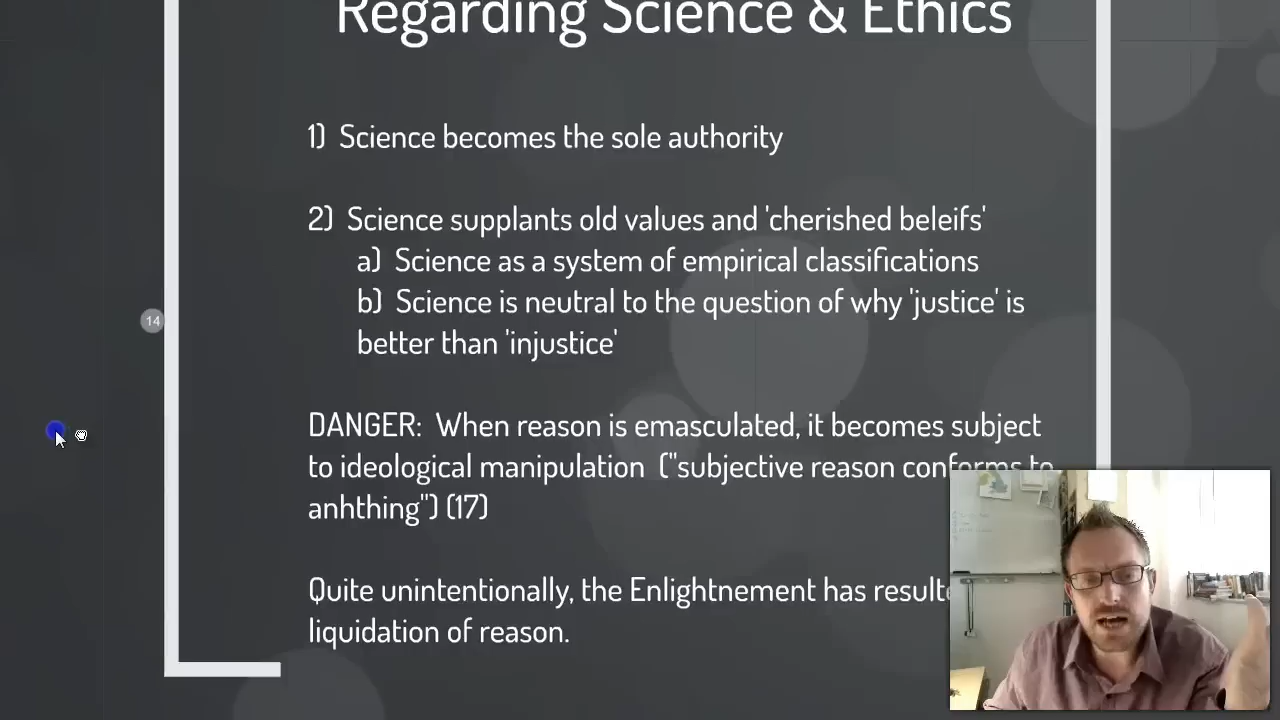 Regarding Science & Ethics
1) Science becomes the sole authority
2) Science supplants old values and 'cherished beleifs'
a) Science as a system of empirical classifications
b) Science is neutral to the question of why 'justice' is
better than 'injustice'
14
DANGER: When reason is emasculated, it becomes subject
to ideological manipulation ("subjective reason conforms to
anhthing") (17)
Quite unintentionally, the Enlightnement has
liquidation of reason.